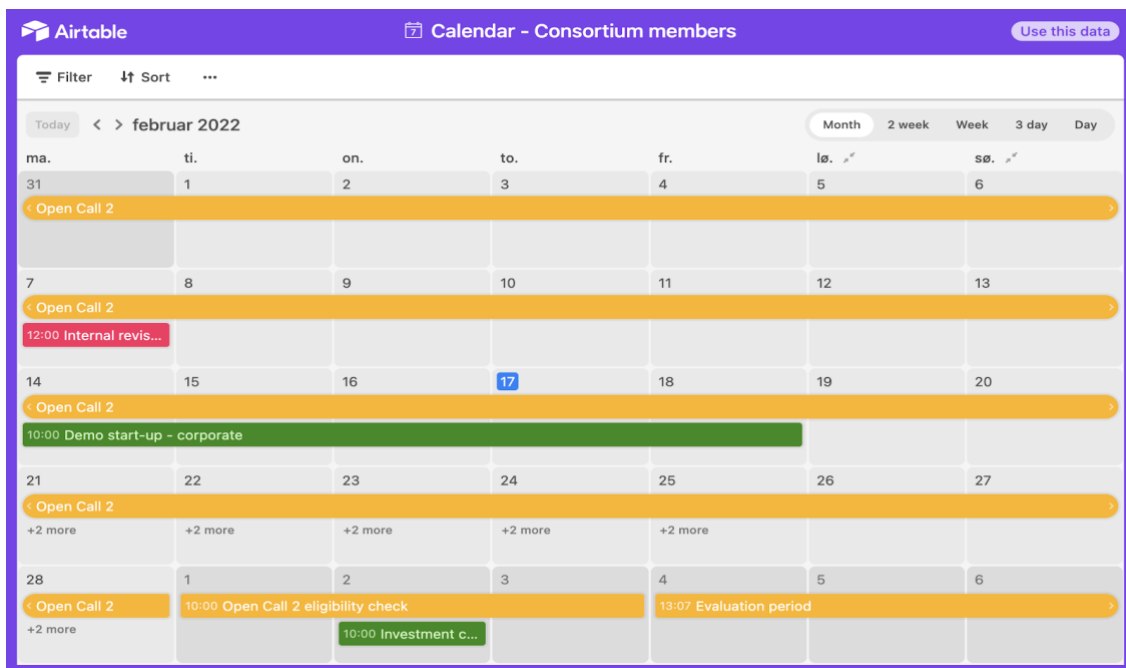 Airtable
7 Calendar - Consortium members
Use this data
Filter Sort ...
Today < > februar 2022
Month 2 week Week 3 day Day
ma. ti. on. to. fr. lø. sø.
31 1 2 3 4 5 6
Open Call 2
7 8 9 10 11 12 13
Open Call 2
12:00 Internal revis...
14 15 16 17 18 19 20
Open Call 2
10:00 Demo start-up - corporate
21 22 23 24 25 26 27
Open Call 2
+2 more +2 more +2 more +2 more +2 more
28 1 2 3 4 5 6
Open Call 2 10:00 Open Call 2 eligibility check 13:07 Evaluation period
+2 more 10:00 Investment c...